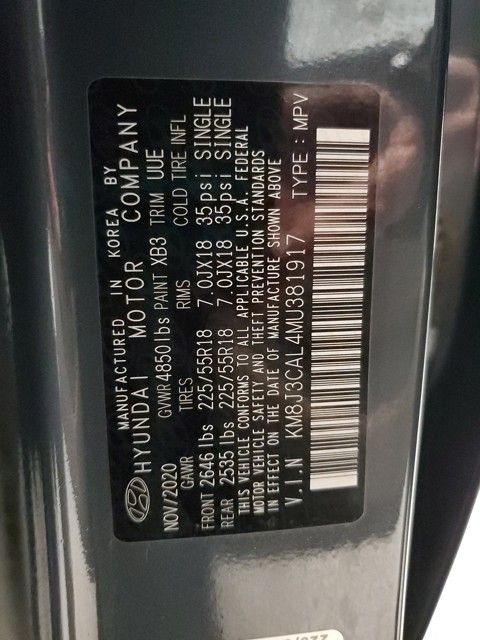 MANUFACTURED IN KOREA BY
HYUNDAI MOTOR COMPANY
NOV/2020 GVWR4850lbs PAINT XB3 TRIM UUE
GAWR TIRES RIMS COLD TIRE INFL
FRONT 2646 lbs 225/55R18 7.0JX18 35psi SINGLE
REAR 2535 lbs 225/55R18 7.0JX18 35psi SINGLE
THIS VEHICLE CONFORMS TO ALL APPLICABLE U.S.A. FEDERAL
MOTOR VEHICLE SAFETY AND THEFT PREVENTION STANDARDS
IN EFFECT ON THE DATE OF MANUFACTURE SHOWN ABOVE
V.I.N KM8J3CAL4MU381917 TYPE : MPV